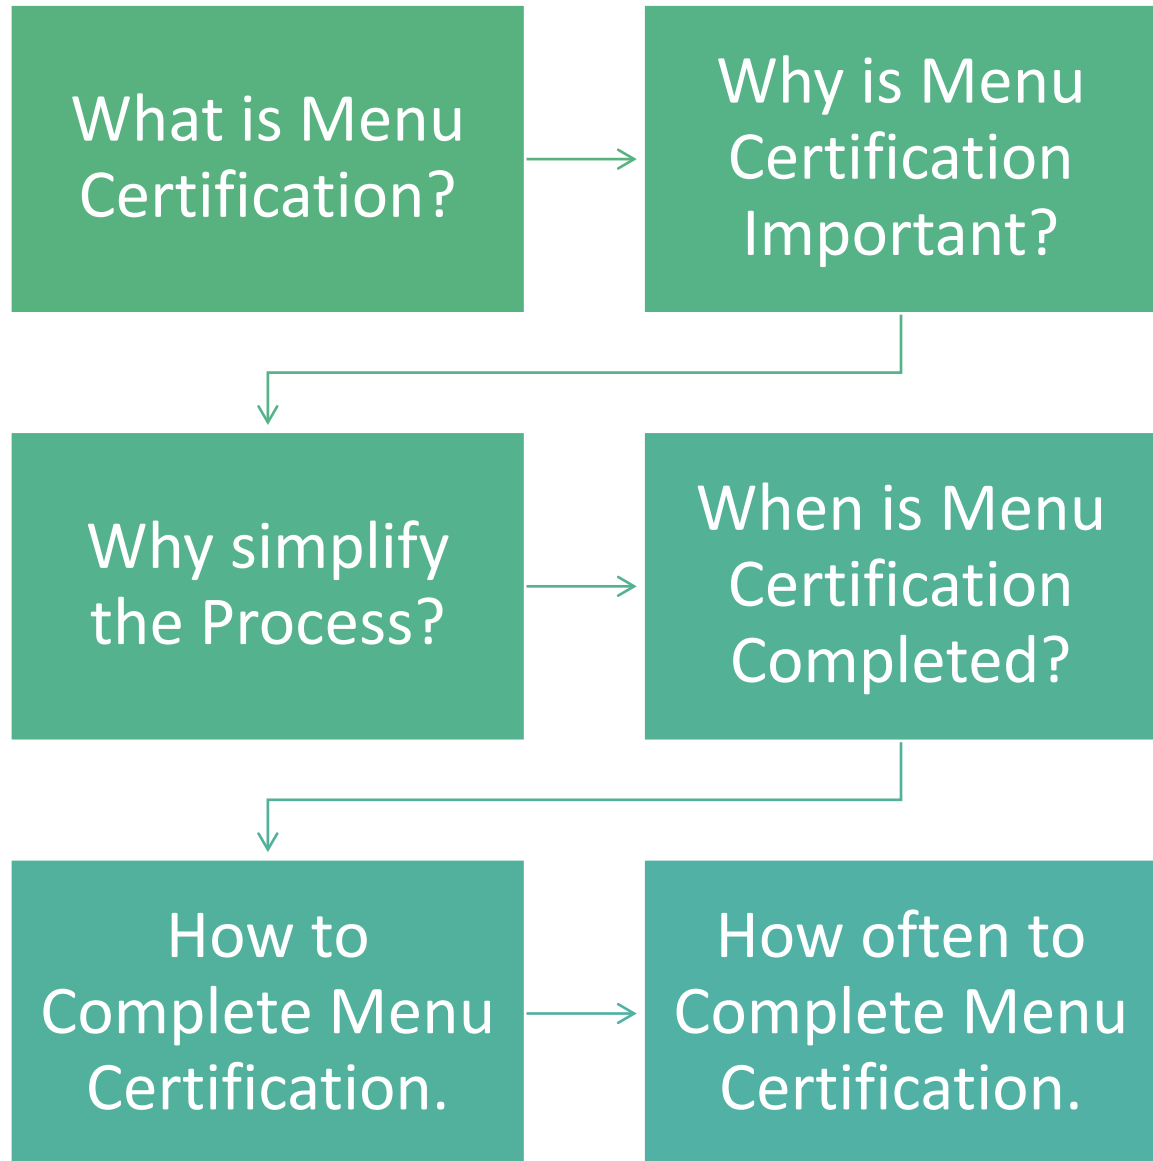 What is Menu
Certification?
Why is Menu
Certification
Important?
Why simplify
the Process?
When is Menu
Certification
Completed?
How to
Complete Menu
Certification.
How often to
Complete Menu
Certification.